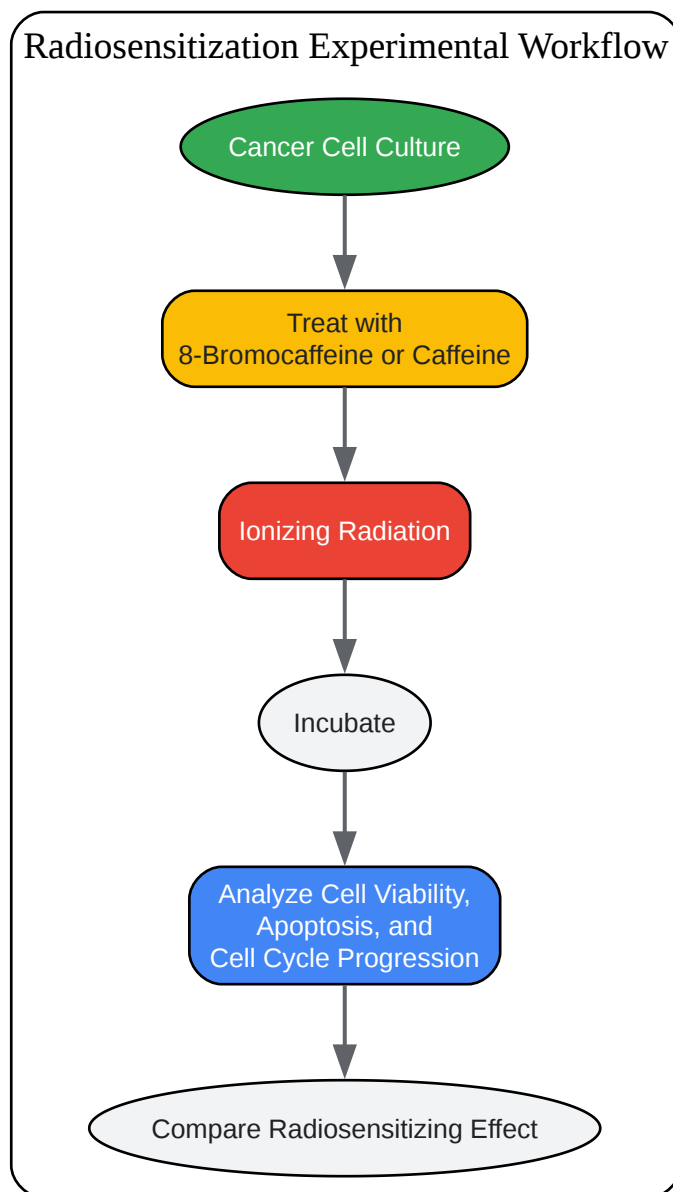 Radiosensitization Experimental Workflow
Cancer Cell Culture
Treat with
8-Bromocaffeine or Caffeine
Ionizing Radiation
Incubate
Analyze Cell Viability,
Apoptosis, and
Cell Cycle Progression
Compare Radiosensitizing Effect